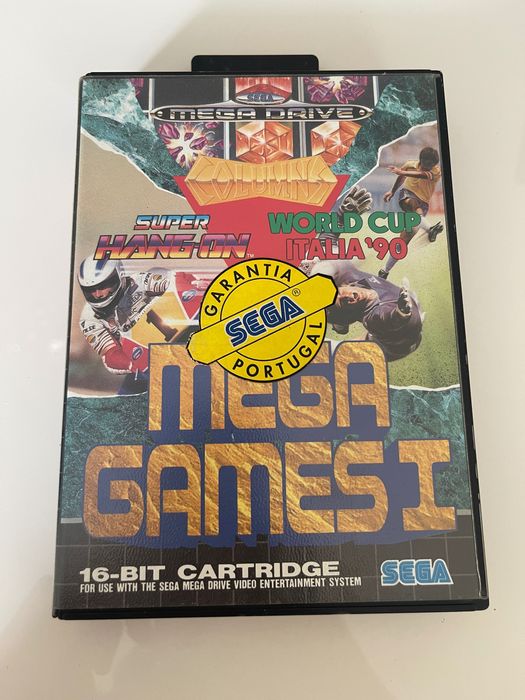 SEGA
MEGA DRIVE
COLUMNS
SUPER
HANG-ON™
WORLD CUP
ITALIA '90
GARANTIA
SEGA®
PORTUGAL
MEGA
GAMES I
16-BIT CARTRIDGE
FOR USE WITH THE SEGA MEGA DRIVE VIDEO ENTERTAINMENT SYSTEM
SEGA